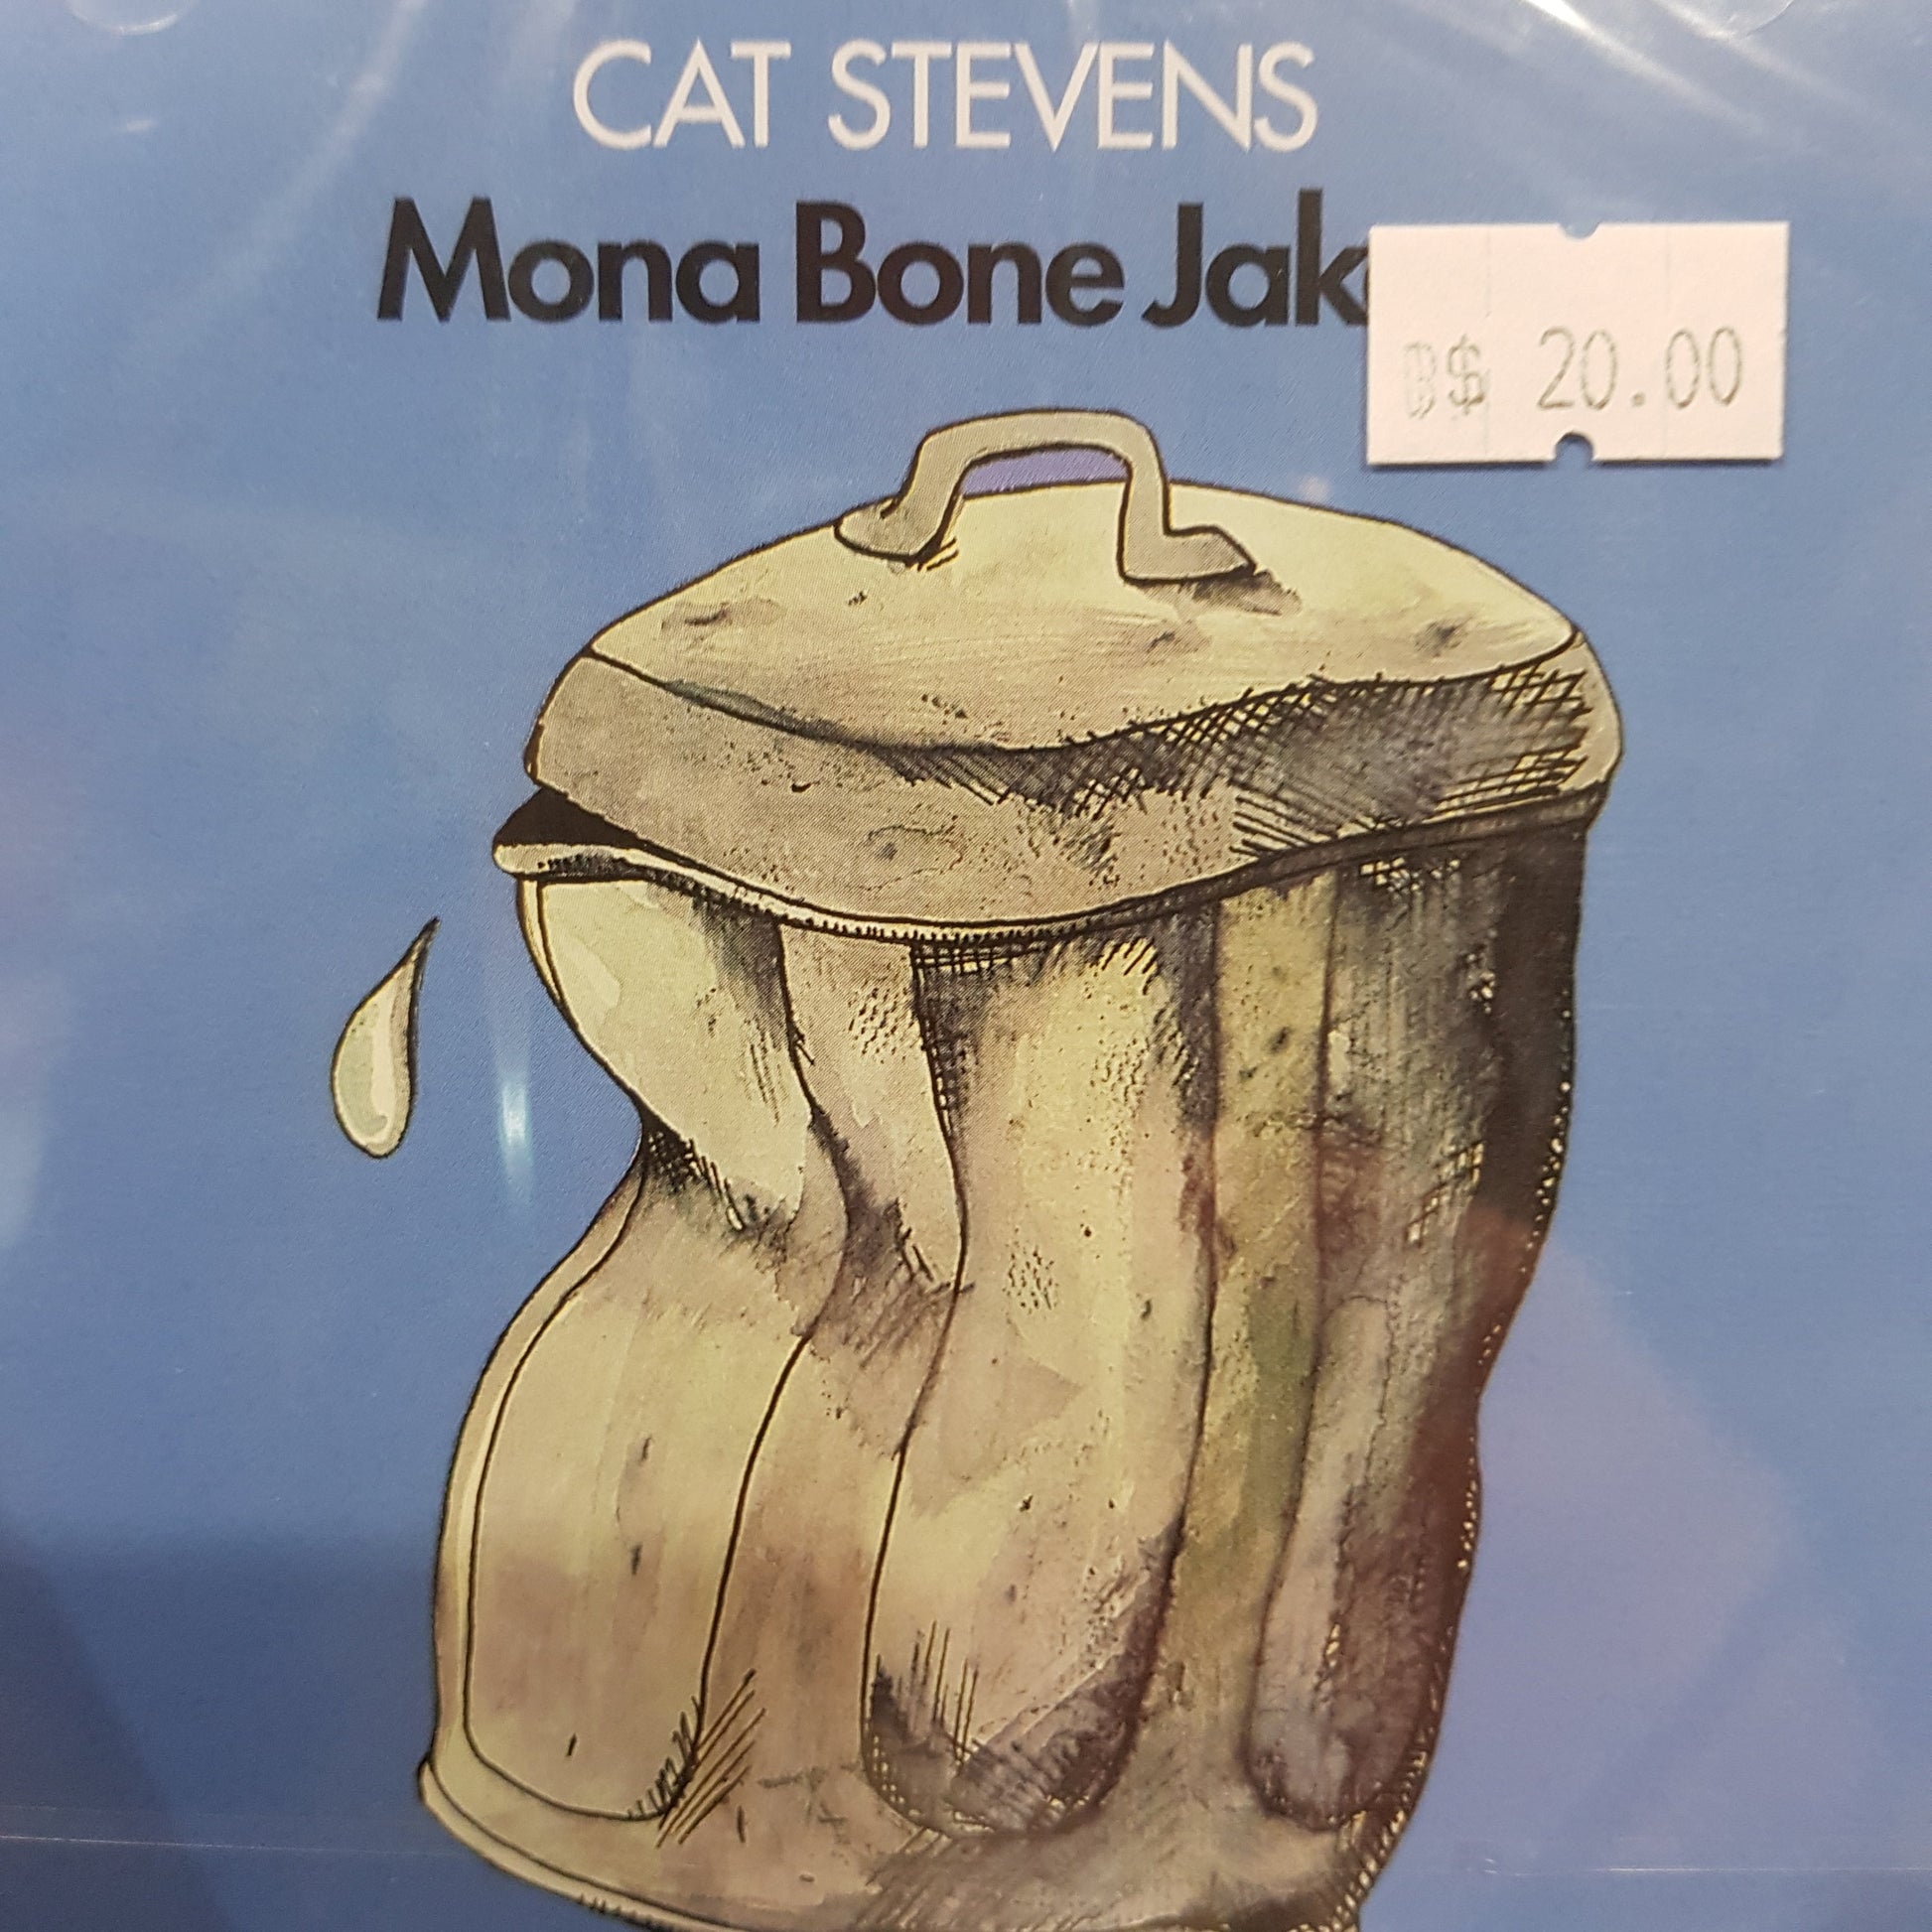 CAT STEVENS
Mona Bone Jak
B$ 20.00